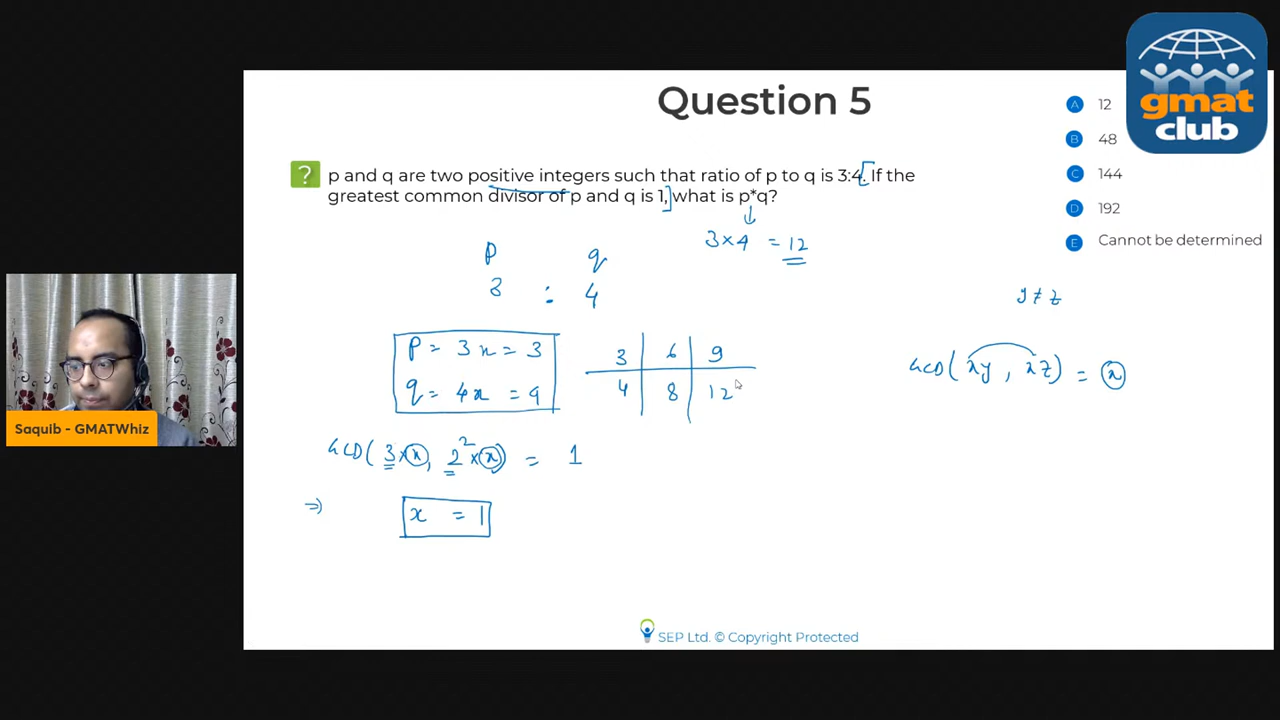 Question 5
? p and q are two positive integers such that ratio of p to q is 3:4. If the
greatest common divisor of p and q is 1, what is p*q?
A 12
B 48
C 144
D 192
E Cannot be determined
gmat
club
3×4 = 12
p q
3 : 4
y ≠ z
P = 3x = 3
q = 4x = 4
3 6 9
4 8 12
GCD(xy, xz) = x
GCD(3×x, 2²×x) = 1
⇒ x = 1
Saquib - GMATWhiz
SEP Ltd. © Copyright Protected